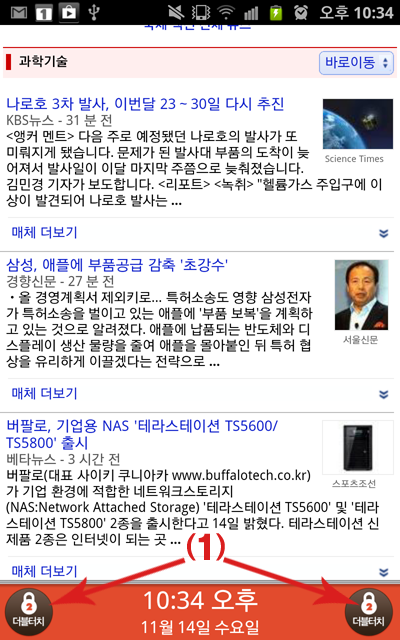 1
오후 10:34
과학기술
바로이동
나로호 3차 발사, 이번달 23 ~ 30일 다시 추진
KBS뉴스 - 31 분 전
<앵커 멘트> 다음 주로 예정됐던 나로호의 발사가 또
미뤄지게 됐습니다. 문제가 된 발사대 부품의 도착이 늦
어져서 발사일이 이달 마지막 주쯤으로 늦춰졌습니다.
김민경 기자가 보도합니다. <리포트> <녹취> "헬륨가스 주입구에 이
상이 발견되어 나로호 발사는 ...
Science Times
매체 더보기
삼성, 애플에 부품공급 감축 '초강수'
경향신문 - 27 분 전
・올 경영계획서 제외키로... 특허소송도 영향 삼성전자
가 특허소송을 벌이고 있는 애플에 '부품 보복'을 계획하
고 있는 것으로 알려졌다. 애플에 납품되는 반도체와 디
스플레이 생산 물량을 줄여 애플을 몰아붙인 뒤 특허 협
상을 유리하게 이끌겠다는 전략으로 ...
서울신문
매체 더보기
버팔로, 기업용 NAS '테라스테이션 TS5600/
TS5800' 출시
베타뉴스 - 3 시간 전
버팔로(대표 사이키 쿠니아카 www.buffalotech.co.kr)
가 기업 환경에 적합한 네트워크스토리지
(NAS:Network Attached Storage) '테라스테이션 TS5600' 및 '테라
스테이션 TS5800' 2종을 출시한다고 14일 밝혔다. 테라스테이션 신
제품 2종은 인터넷이 되는 곳 ...
스포츠조선
매체 더보기
(1)
2
더블터치
10:34 오후
11월 14일 수요일
2
더블터치